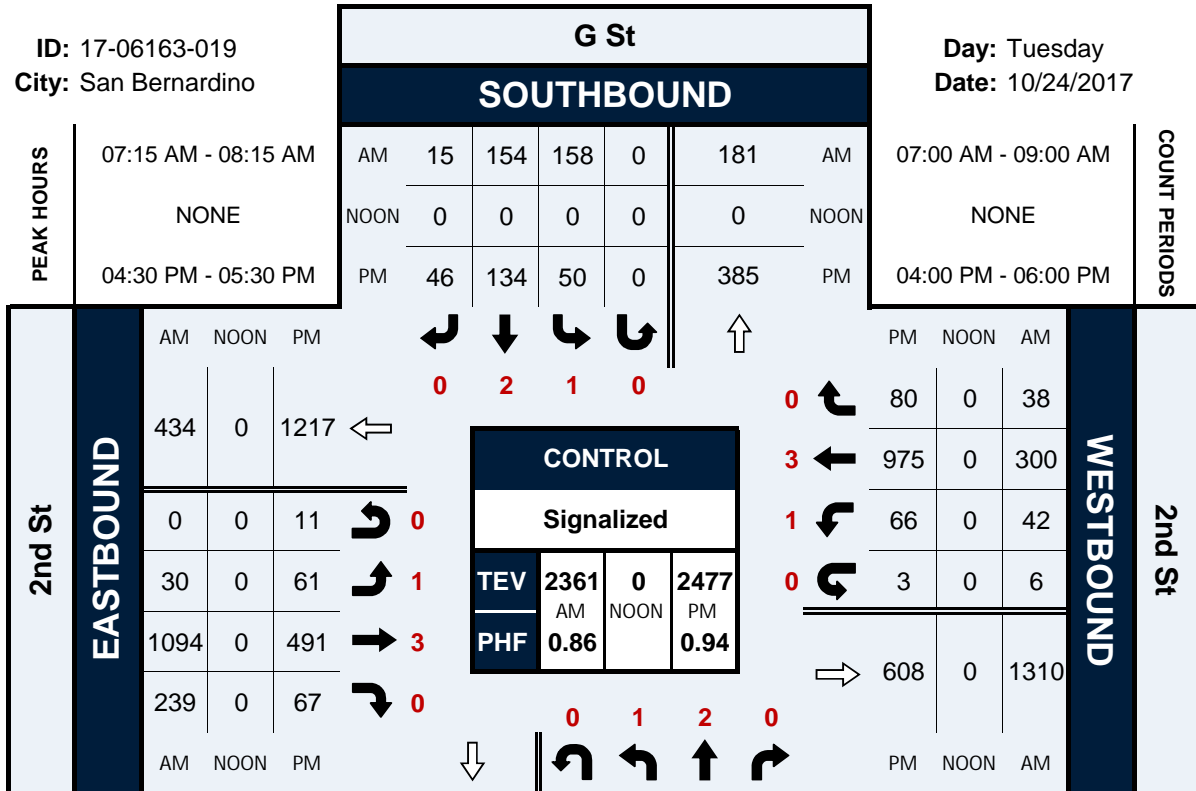 ID: 17-06163-019
City: San Bernardino
G St
SOUTHBOUND
Day: Tuesday
Date: 10/24/2017
PEAK HOURS
07:15 AM - 08:15 AM
NONE
04:30 PM - 05:30 PM
AM 15 154 158 0 181 AM
NOON 0 0 0 0 0 NOON
PM 46 134 50 0 385 PM
07:00 AM - 09:00 AM
NONE
04:00 PM - 06:00 PM
COUNT PERIODS
0 2 1 0
2nd St
EASTBOUND
AM NOON PM
434 0 1217
0 0 11 0
30 0 61 1
1094 0 491 3
239 0 67 0
AM NOON PM
CONTROL
Signalized
TEV 2361 0 2477
AM NOON PM
PHF 0.86 0.94
PM NOON AM
0 80 0 38
3 975 0 300
1 66 0 42
0 3 0 6
608 0 1310
PM NOON AM
WESTBOUND
2nd St
0 1 2 0